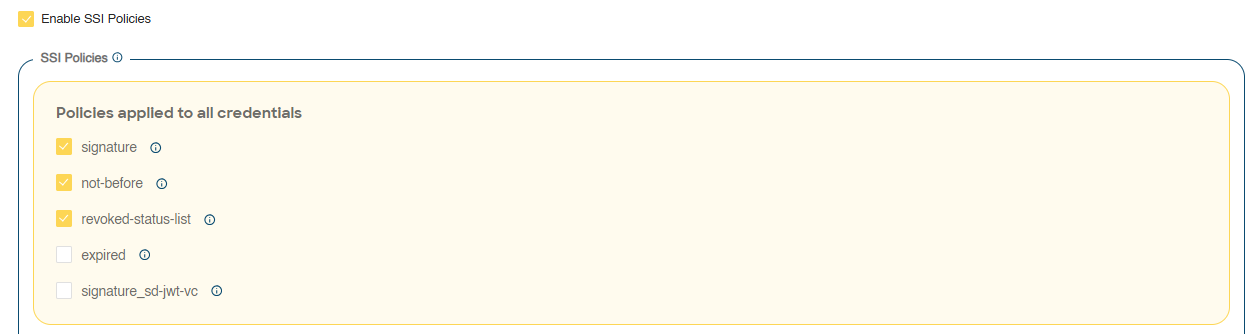 Enable SSI Policies
SSI Policies
Policies applied to all credentials
signature
not-before
revoked-status-list
expired
signature_sd-jwt-vc